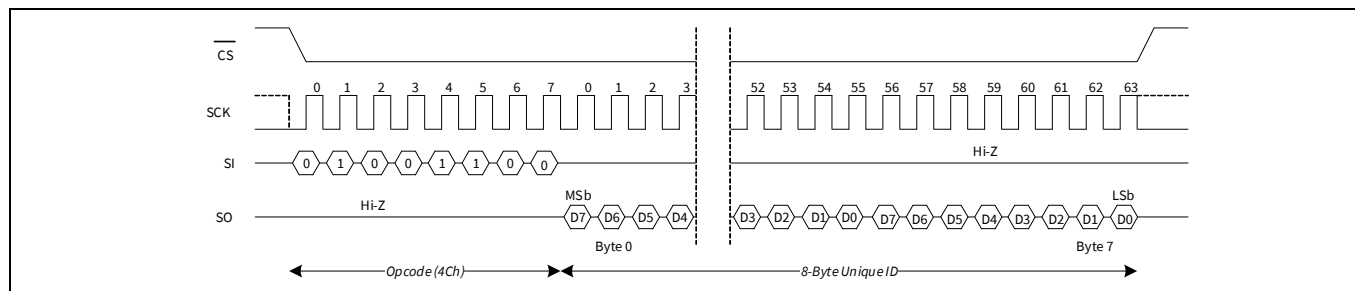 CS
0 1 2 3 4 5 6 7 0 1 2 3 52 53 54 55 56 57 58 59 60 61 62 63
SCK
Hi-Z
SI 0 1 0 0 1 1 0 0
MSb LSb
Hi-Z
SO D7 D6 D5 D4 D3 D2 D1 D0 D7 D6 D5 D4 D3 D2 D1 D0
Byte 0 Byte 7
Opcode (4Ch) 8-Byte Unique ID